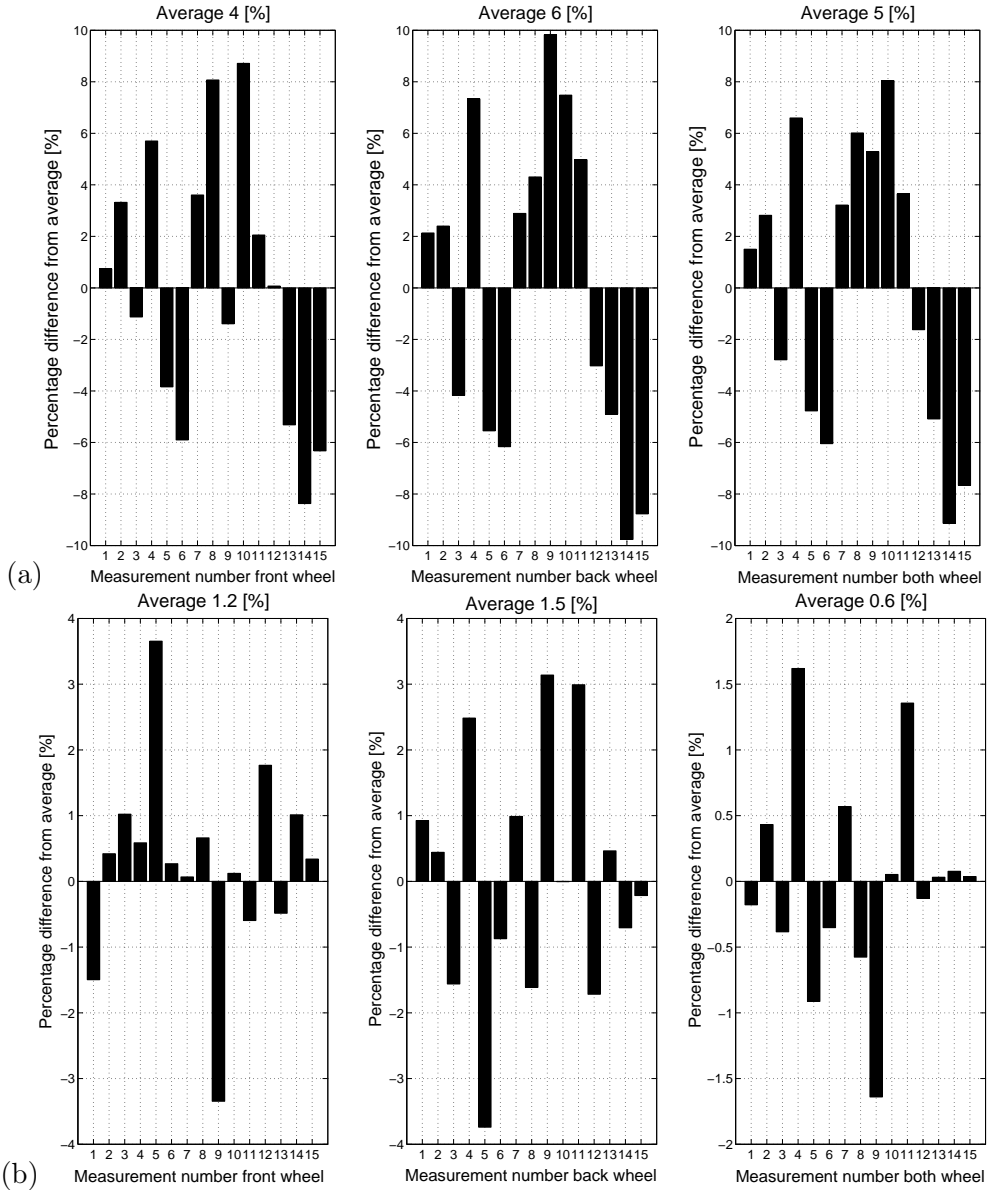 Average 4 [%]
Average 6 [%]
Average 5 [%]
Percentage difference from average [%]
10
8
6
4
2
0
−2
−4
−6
−8
−10
1 2 3 4 5 6 7 8 9 10 11 12 13 14 15
Measurement number front wheel
Percentage difference from average [%]
10
8
6
4
2
0
−2
−4
−6
−8
−10
1 2 3 4 5 6 7 8 9 10 11 12 13 14 15
Measurement number back wheel
Percentage difference from average [%]
10
8
6
4
2
0
−2
−4
−6
−8
−10
1 2 3 4 5 6 7 8 9 10 11 12 13 14 15
Measurement number both wheel
(a)
Average 1.2 [%]
Average 1.5 [%]
Average 0.6 [%]
Percentage difference from average [%]
4
3
2
1
0
−1
−2
−3
−4
1 2 3 4 5 6 7 8 9 10 11 12 13 14 15
Measurement number front wheel
Percentage difference from average [%]
4
3
2
1
0
−1
−2
−3
−4
1 2 3 4 5 6 7 8 9 10 11 12 13 14 15
Measurement number back wheel
Percentage difference from average [%]
2
1.5
1
0.5
0
−0.5
−1
−1.5
−2
1 2 3 4 5 6 7 8 9 10 11 12 13 14 15
Measurement number both wheel
(b)